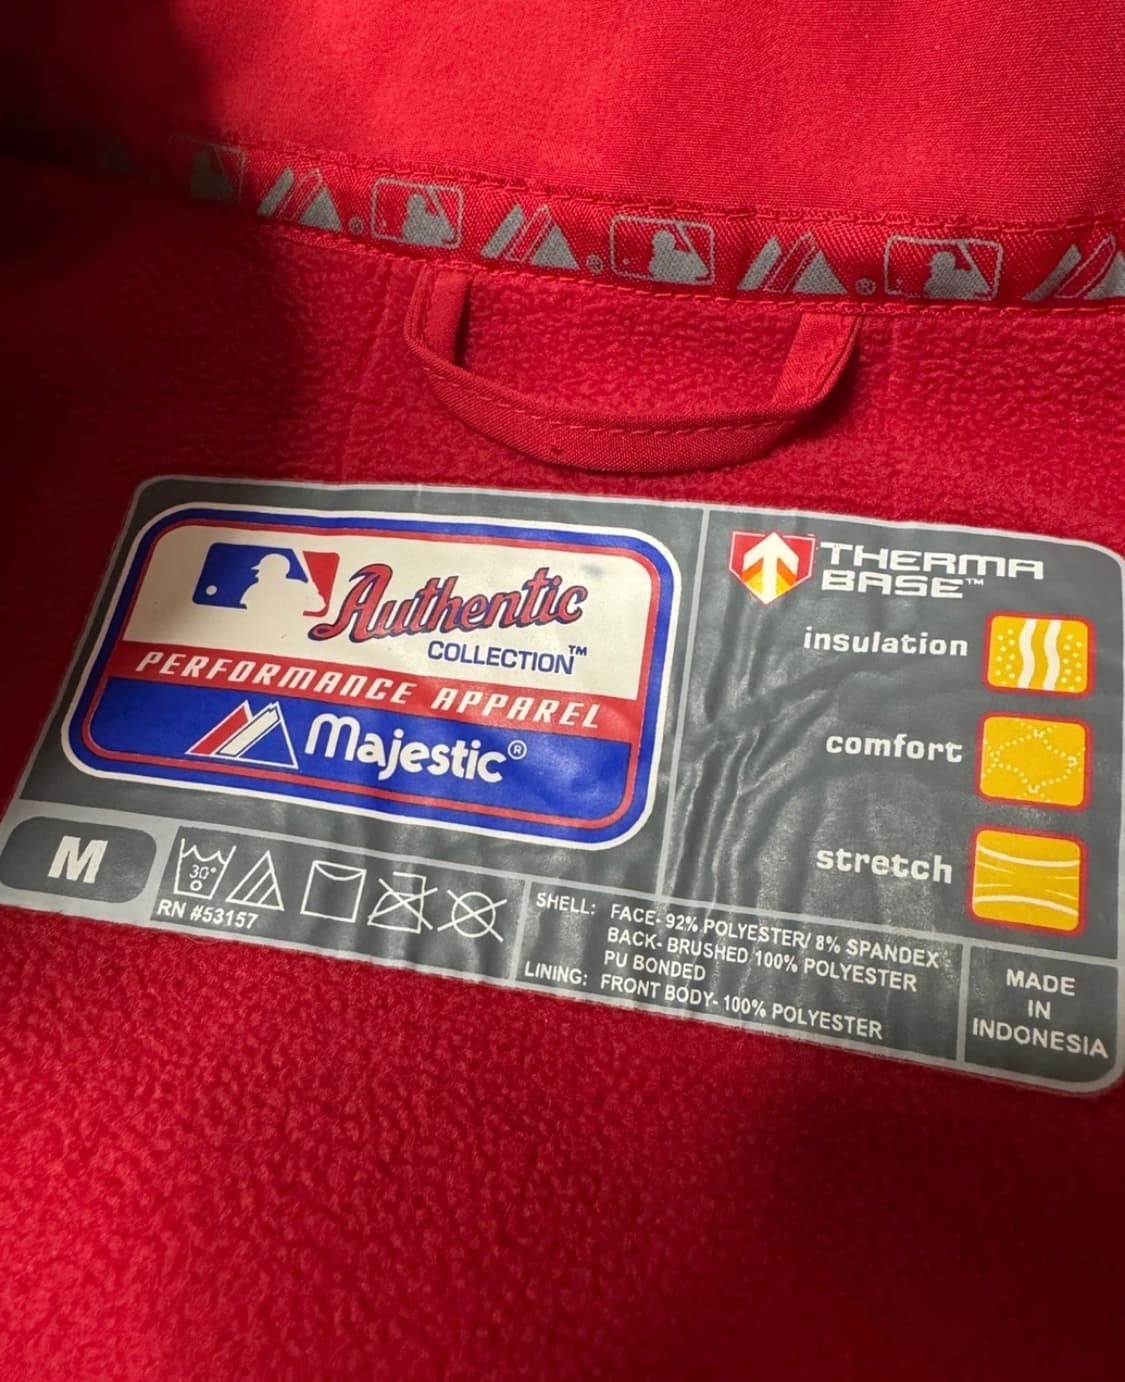 ® ® ®
Authentic
COLLECTION™
PERFORMANCE APPAREL
Majestic®
THERMA
BASE™
insulation
comfort
stretch
M
30°
RN #53157
SHELL: FACE- 92% POLYESTER/ 8% SPANDEX
BACK- BRUSHED 100% POLYESTER
PU BONDED
LINING: FRONT BODY- 100% POLYESTER
MADE
IN
INDONESIA